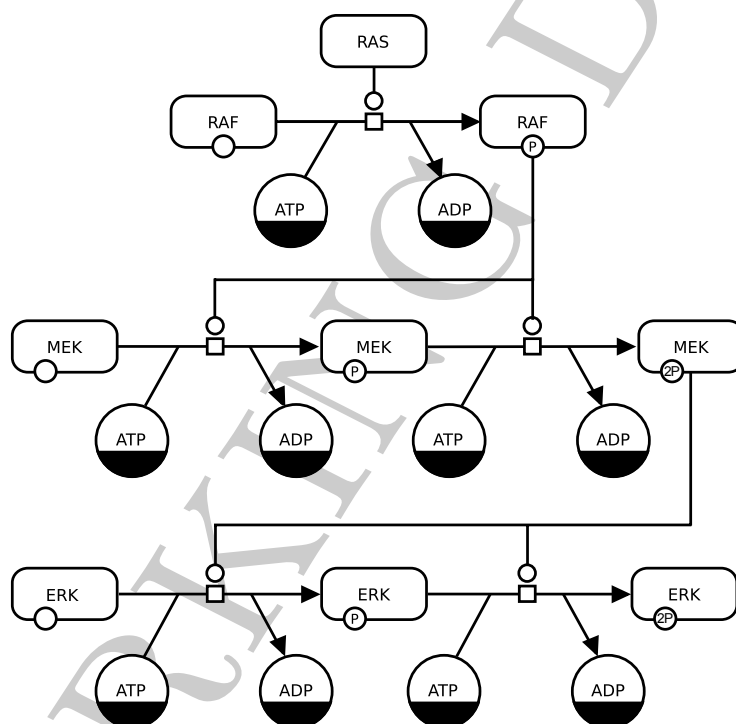 RAS
RAF RAF
P
ATP ADP
MEK MEK MEK
P 2P
ATP ADP ATP ADP
ERK ERK ERK
P 2P
ATP ADP ATP ADP
RKING D